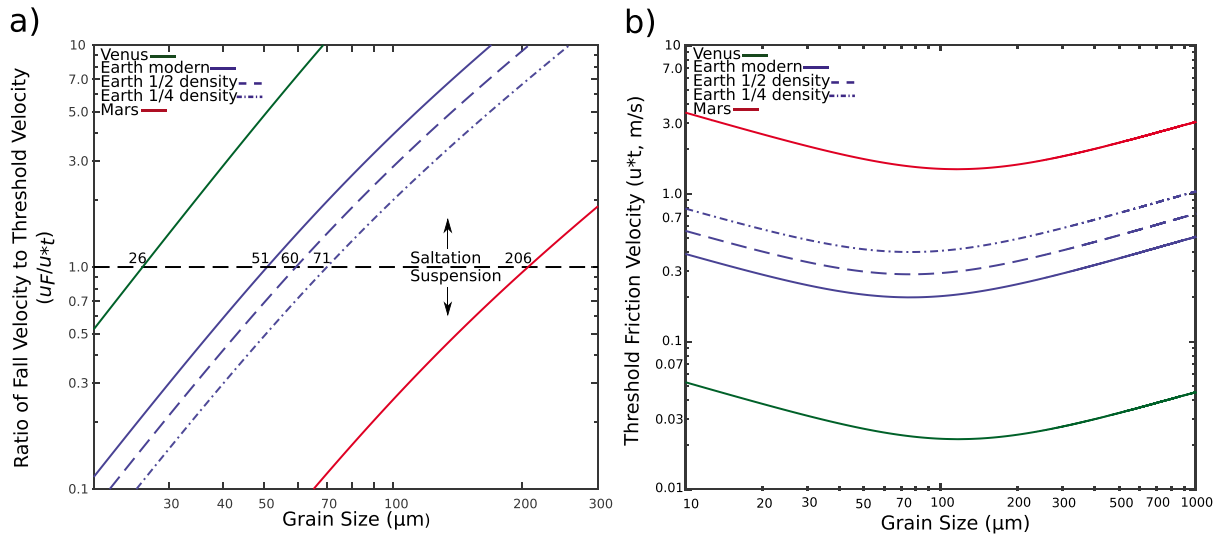 a)
Ratio of Fall Velocity to Threshold Velocity
(uF/u*t)
10
7.0
5.0
3.0
1.0
0.7
0.5
0.3
0.1
Venus
Earth modern
Earth 1/2 density
Earth 1/4 density
Mars
26
51
60
71
206
Saltation
Suspension
30
40
50
70
100
200
300
Grain Size (μm)
b)
Threshold Friction Velocity (u*t, m/s)
10
7.0
3.0
1.0
0.7
0.3
0.1
0.07
0.03
0.01
Venus
Earth modern
Earth 1/2 density
Earth 1/4 density
Mars
10
20
30
50
70
100
200
300
500
700
1000
Grain Size (μm)